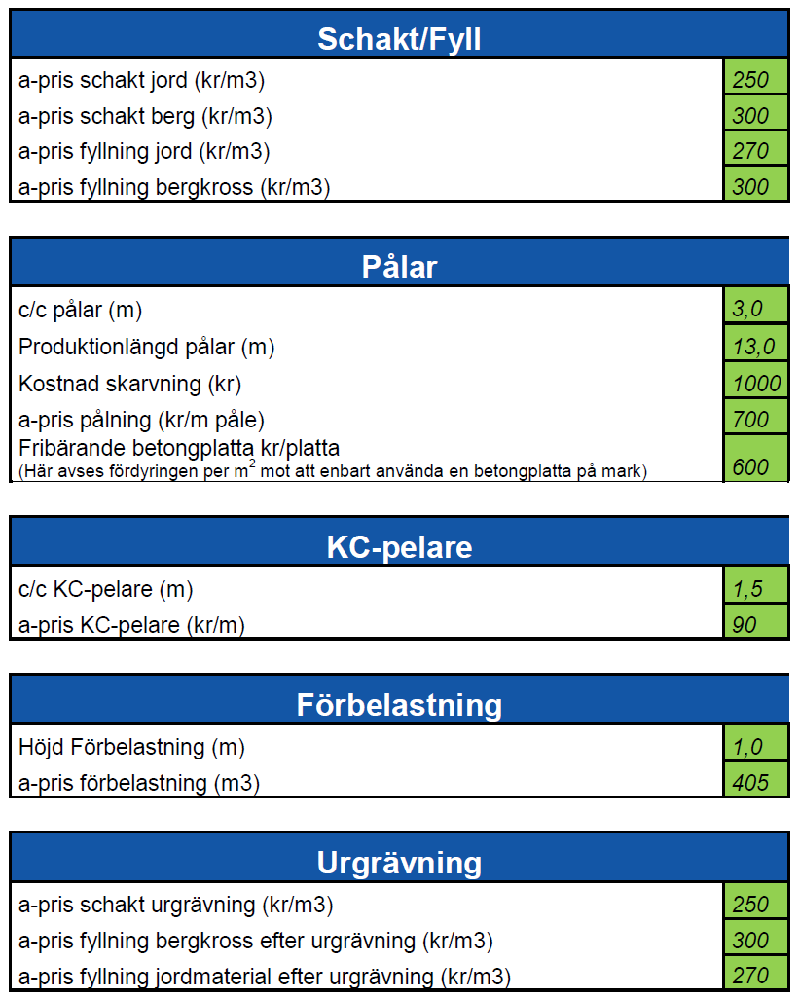 Schakt/Fyll
a-pris schakt jord (kr/m3) 250
a-pris schakt berg (kr/m3) 300
a-pris fyllning jord (kr/m3) 270
a-pris fyllning bergkross (kr/m3) 300
Pålar
c/c pålar (m) 3,0
Produktionlängd pålar (m) 13,0
Kostnad skarvning (kr) 1000
a-pris pålning (kr/m påle) 700
Fribärande betongplatta kr/platta
(Här avses fördyringen per m² mot att enbart använda en betongplatta på mark) 600
KC-pelare
c/c KC-pelare (m) 1,5
a-pris KC-pelare (kr/m) 90
Förbelastning
Höjd Förbelastning (m) 1,0
a-pris förbelastning (m3) 405
Urgrävning
a-pris schakt urgrävning (kr/m3) 250
a-pris fyllning bergkross efter urgrävning (kr/m3) 300
a-pris fyllning jordmaterial efter urgrävning (kr/m3) 270